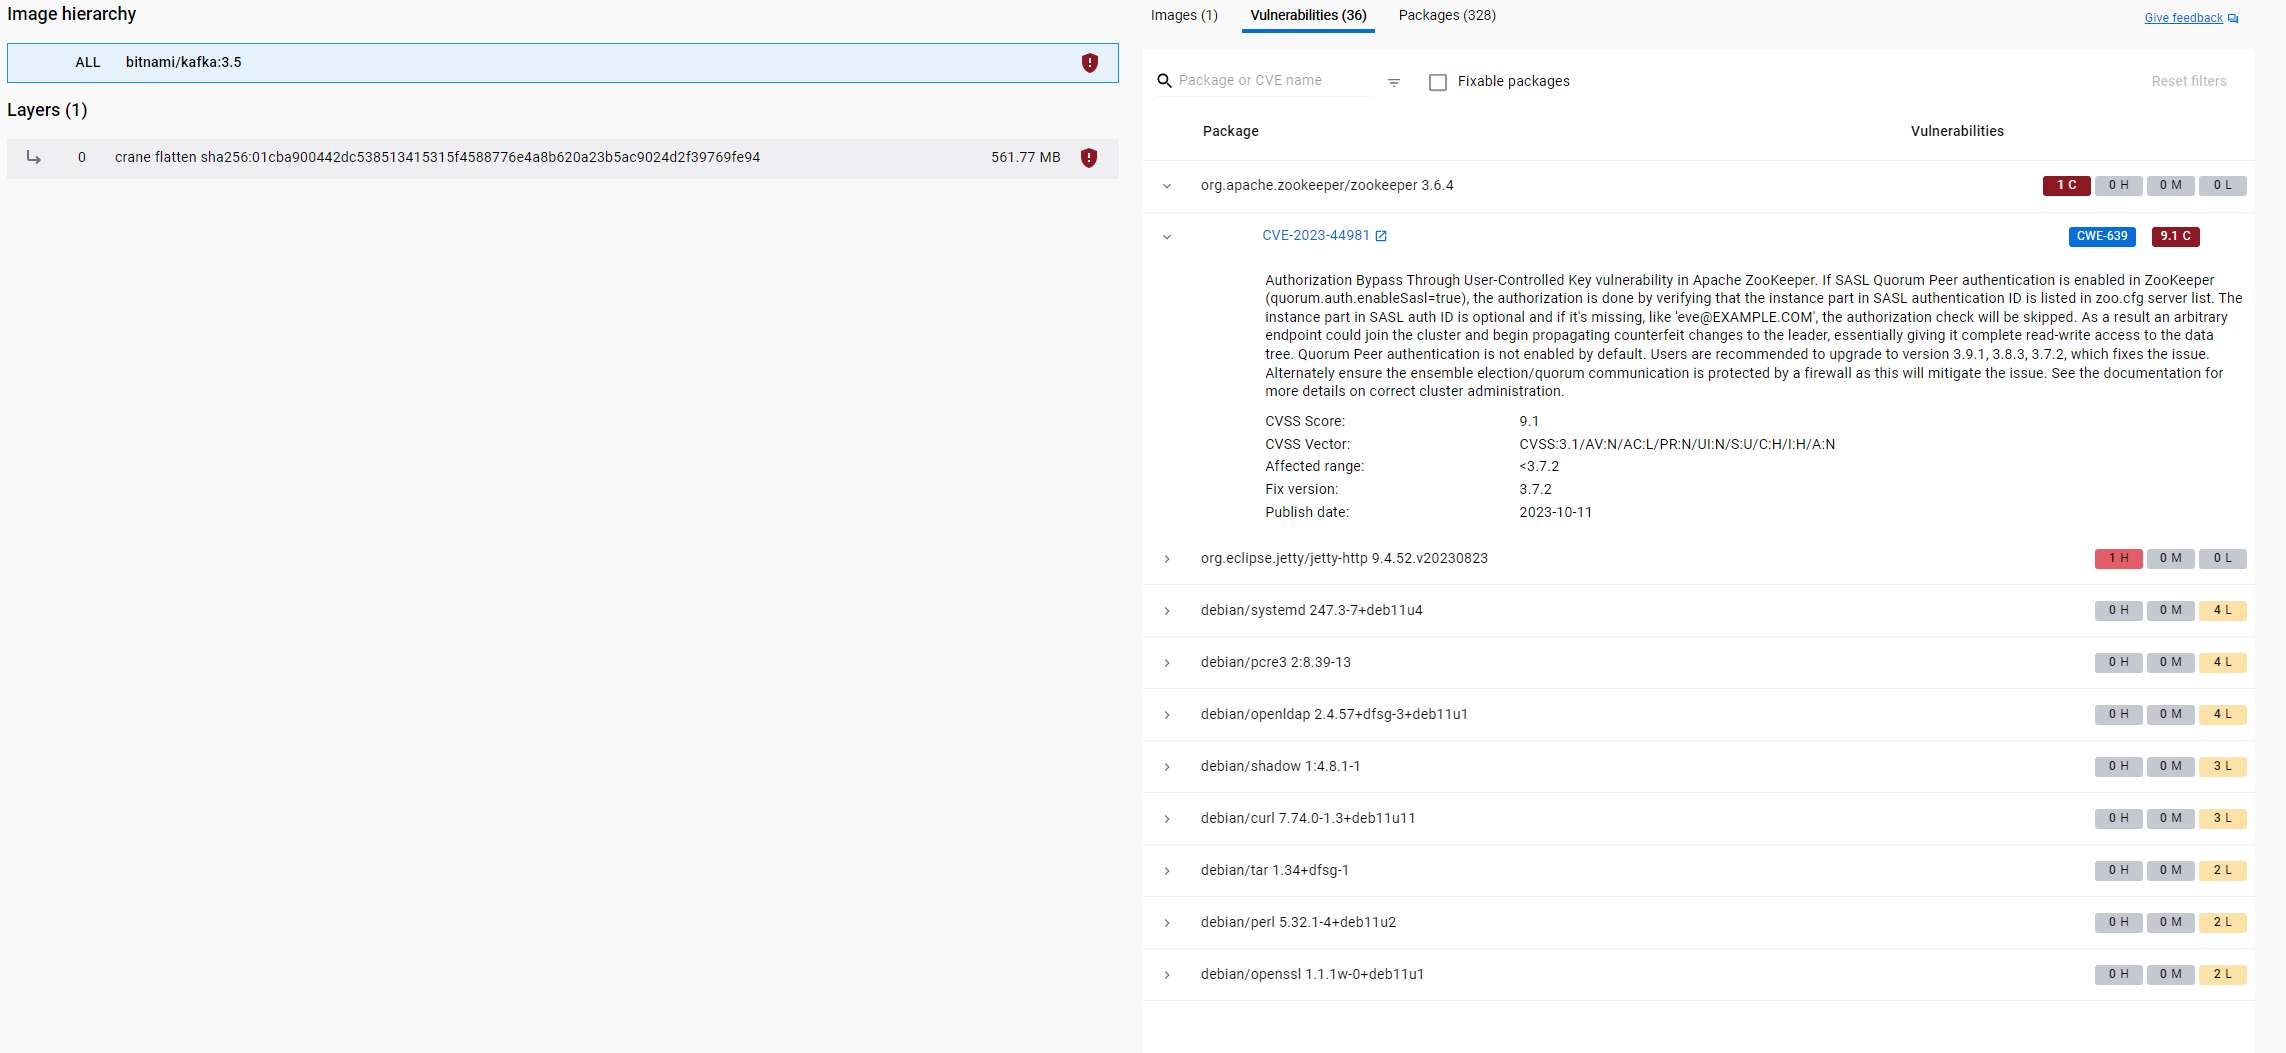 Image hierarchy
ALL bitnami/kafka:3.5
Layers (1)
0 crane flatten sha256:01cba900442dc538513415315f4588776e4a8b620a23b5ac9024d2f39769fe94 561.77 MB
Images (1) Vulnerabilities (36) Packages (328) Give feedback
Package or CVE name Fixable packages Reset filters
Package Vulnerabilities
org.apache.zookeeper/zookeeper 3.6.4 1 C 0 H 0 M 0 L
CVE-2023-44981 CWE-639 9.1 C
Authorization Bypass Through User-Controlled Key vulnerability in Apache ZooKeeper. If SASL Quorum Peer authentication is enabled in ZooKeeper
(quorum.auth.enableSasl=true), the authorization is done by verifying that the instance part in SASL authentication ID is listed in zoo.cfg server list. The
instance part in SASL auth ID is optional and if it's missing, like 'eve@EXAMPLE.COM', the authorization check will be skipped. As a result an arbitrary
endpoint could join the cluster and begin propagating counterfeit changes to the leader, essentially giving it complete read-write access to the data
tree. Quorum Peer authentication is not enabled by default. Users are recommended to upgrade to version 3.9.1, 3.8.3, 3.7.2, which fixes the issue.
Alternately ensure the ensemble election/quorum communication is protected by a firewall as this will mitigate the issue. See the documentation for
more details on correct cluster administration.
CVSS Score: 9.1
CVSS Vector: CVSS:3.1/AV:N/AC:L/PR:N/UI:N/S:U/C:H/I:H/A:N
Affected range: <3.7.2
Fix version: 3.7.2
Publish date: 2023-10-11
org.eclipse.jetty/jetty-http 9.4.52.v20230823 1 H 0 M 0 L
debian/systemd 247.3-7+deb11u4 0 H 0 M 4 L
debian/pcre3 2:8.39-13 0 H 0 M 4 L
debian/openldap 2.4.57+dfsg-3+deb11u1 0 H 0 M 4 L
debian/shadow 1:4.8.1-1 0 H 0 M 3 L
debian/curl 7.74.0-1.3+deb11u11 0 H 0 M 3 L
debian/tar 1.34+dfsg-1 0 H 0 M 2 L
debian/perl 5.32.1-4+deb11u2 0 H 0 M 2 L
debian/openssl 1.1.1w-0+deb11u1 0 H 0 M 2 L